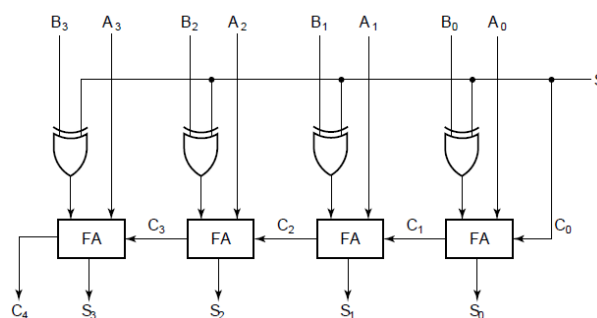 B3 A3 B2 A2 B1 A1 B0 A0
S
C3 C2 C1 C0
FA FA FA FA
C4 S3 S2 S1 S0